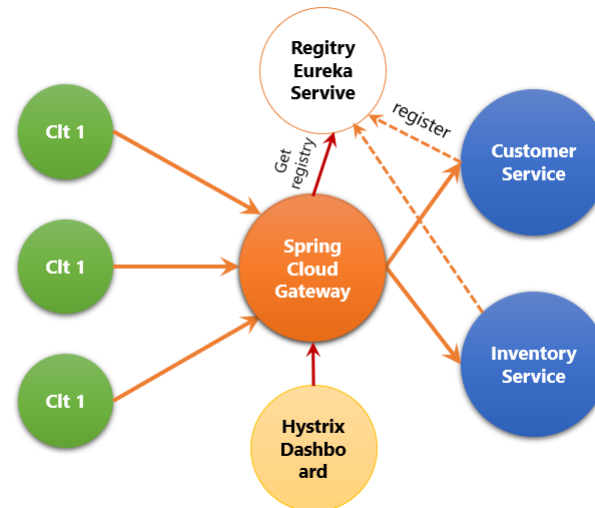 Regitry
Eureka
Servive
Clt 1
register
Get
registry
Customer
Service
Clt 1
Spring
Cloud
Gateway
Clt 1
Inventory
Service
Hystrix
Dashbo
ard